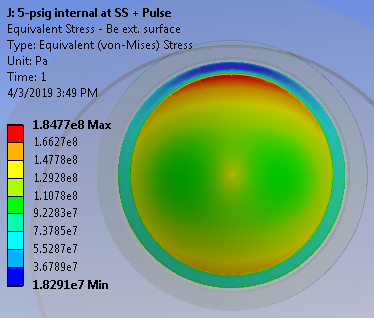 J: 5-psig internal at SS + Pulse
Equivalent Stress - Be ext. surface
Type: Equivalent (von-Mises) Stress
Unit: Pa
Time: 1
4/3/2019 3:49 PM
1.8477e8 Max
1.6627e8
1.4778e8
1.2928e8
1.1078e8
9.2283e7
7.3785e7
5.5287e7
3.6789e7
1.8291e7 Min